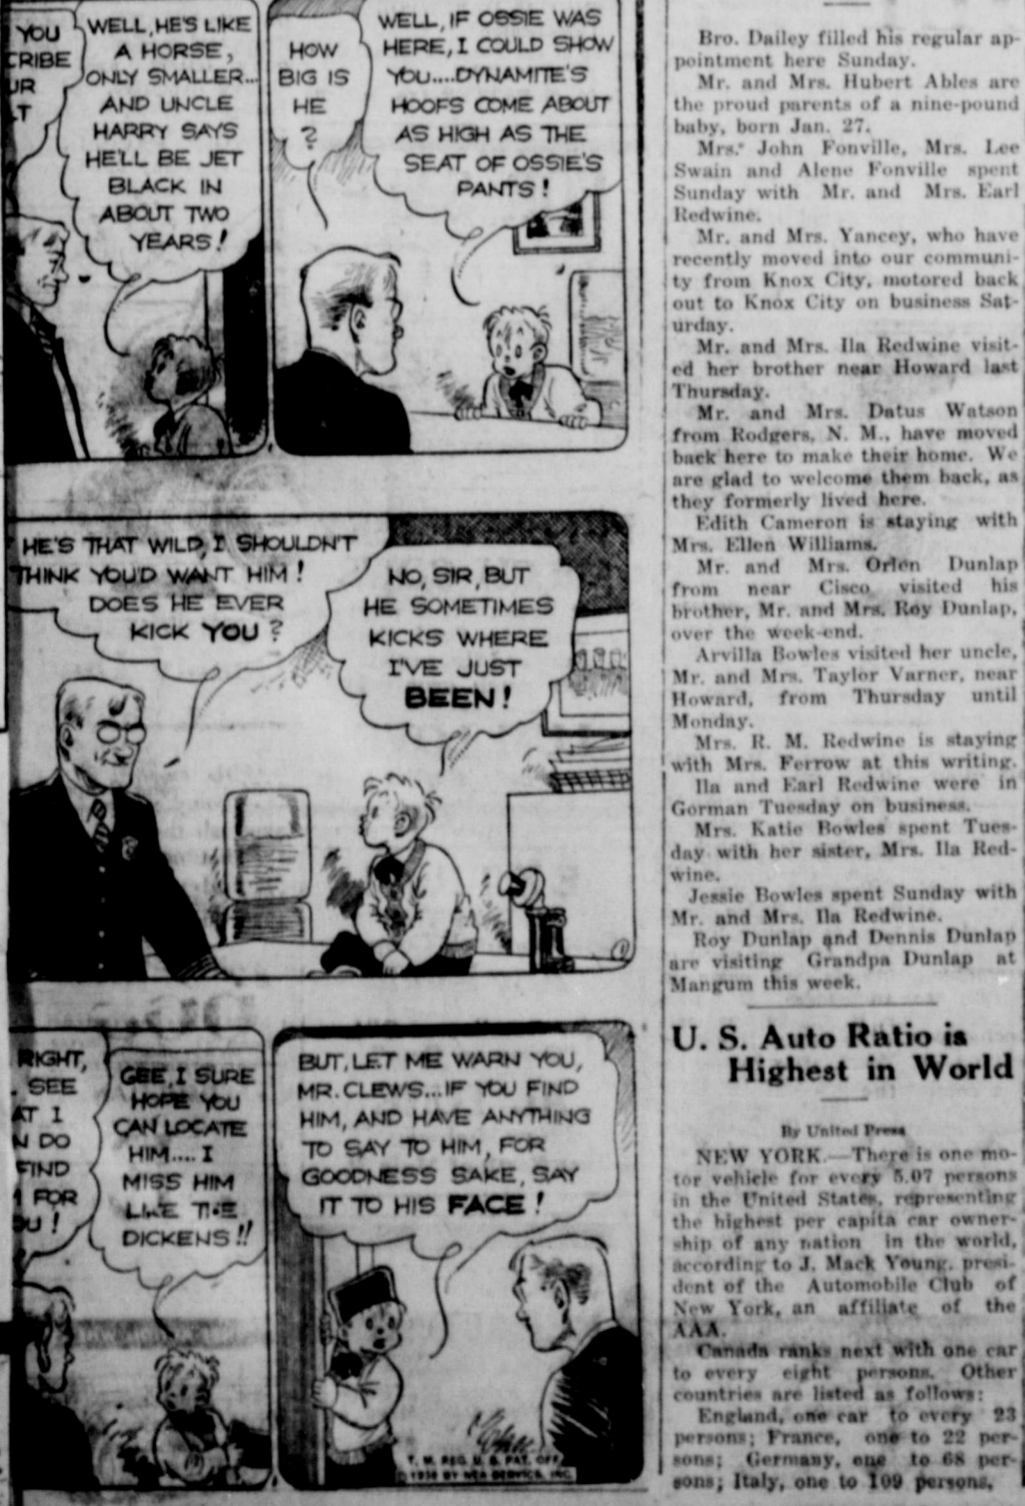 YOU
CRIBE
UR
T
WELL, HE'S LIKE
A HORSE,
ONLY SMALLER...
AND UNCLE
HARRY SAYS
HE'LL BE JET
BLACK IN
ABOUT TWO
YEARS!
HOW
BIG IS
HE
?
WELL, IF OSSIE WAS
HERE, I COULD SHOW
YOU....DYNAMITE'S
HOOFS COME ABOUT
AS HIGH AS THE
SEAT OF OSSIE'S
PANTS!
HE'S THAT WILD, I SHOULDN'T
THINK YOU'D WANT HIM!
DOES HE EVER
KICK YOU?
NO, SIR, BUT
HE SOMETIMES
KICKS WHERE
I'VE JUST
BEEN!
RIGHT,
SEE
AT I
N DO
FIND
FOR
OU!
GEE, I SURE
HOPE YOU
CAN LOCATE
HIM.... I
MISS HIM
LIKE THE
DICKENS!!
BUT, LET ME WARN YOU,
MR. CLEWS...IF YOU FIND
HIM, AND HAVE ANYTHING
TO SAY TO HIM, FOR
GOODNESS SAKE, SAY
IT TO HIS FACE!
T. M. REG. U. S. PAT. OFF.
© 1936 BY NEA SERVICE, INC.
Bro. Dailey filled his regular ap-
pointment here Sunday.
Mr. and Mrs. Hubert Ables are
the proud parents of a nine-pound
baby, born Jan. 27.
Mrs. John Fonville, Mrs. Lee
Swain and Alene Fonville spent
Sunday with Mr. and Mrs. Earl
Redwine.
Mr. and Mrs. Yancey, who have
recently moved into our communi-
ty from Knox City, motored back
out to Knox City on business Sat-
urday.
Mr. and Mrs. Ila Redwine visit-
ed her brother near Howard last
Thursday.
Mr. and Mrs. Datus Watson
from Rodgers, N. M., have moved
back here to make their home. We
are glad to welcome them back, as
they formerly lived here.
Edith Cameron is staying with
Mrs. Ellen Williams.
Mr. and Mrs. Orlen Dunlap
from near Cisco visited his
brother, Mr. and Mrs. Roy Dunlap,
over the week-end.
Arvilla Bowles visited her uncle,
Mr. and Mrs. Taylor Varner, near
Howard, from Thursday until
Monday.
Mrs. R. M. Redwine is staying
with Mrs. Ferrow at this writing.
Ila and Earl Redwine were in
Gorman Tuesday on business.
Mrs. Katie Bowles spent Tues-
day with her sister, Mrs. Ila Red-
wine.
Jessie Bowles spent Sunday with
Mr. and Mrs. Ila Redwine.
Roy Dunlap and Dennis Dunlap
are visiting Grandpa Dunlap at
Mangum this week.
U. S. Auto Ratio is
Highest in World
By United Press
NEW YORK.—There is one mo-
tor vehicle for every 5.07 persons
in the United States, representing
the highest per capita car owner-
ship of any nation in the world,
according to J. Mack Young, presi-
dent of the Automobile Club of
New York, an affiliate of the
AAA.
Canada ranks next with one car
to every eight persons. Other
countries are listed as follows:
England, one car to every 23
persons; France, one to 22 per-
sons; Germany, one to 68 per-
sons; Italy, one to 109 persons.